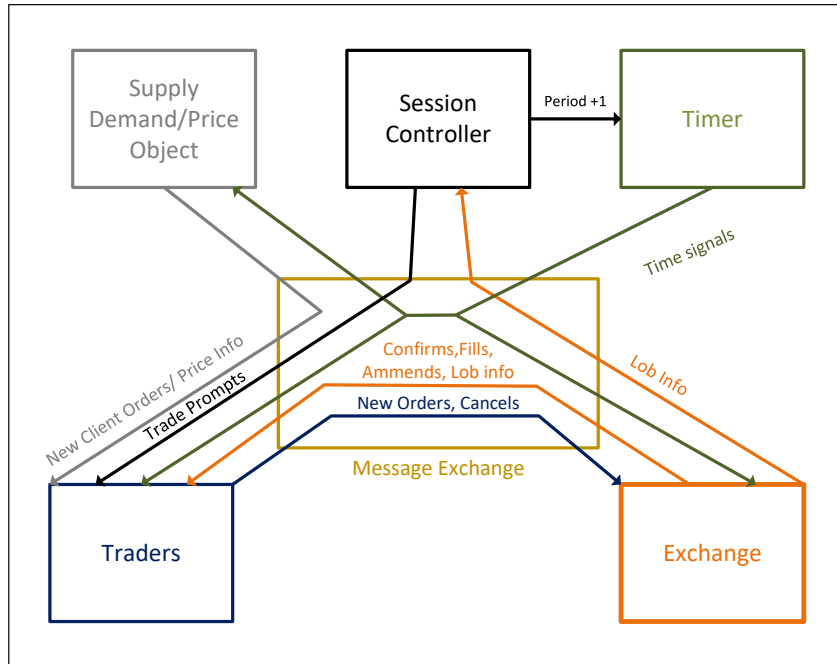 Supply
Demand/Price
Object
Session
Controller
Period +1
Timer
Time signals
Confirms,Fills,
Ammends, Lob info
Lob Info
New Client Orders/ Price Info
Trade Prompts
New Orders, Cancels
Message Exchange
Traders
Exchange